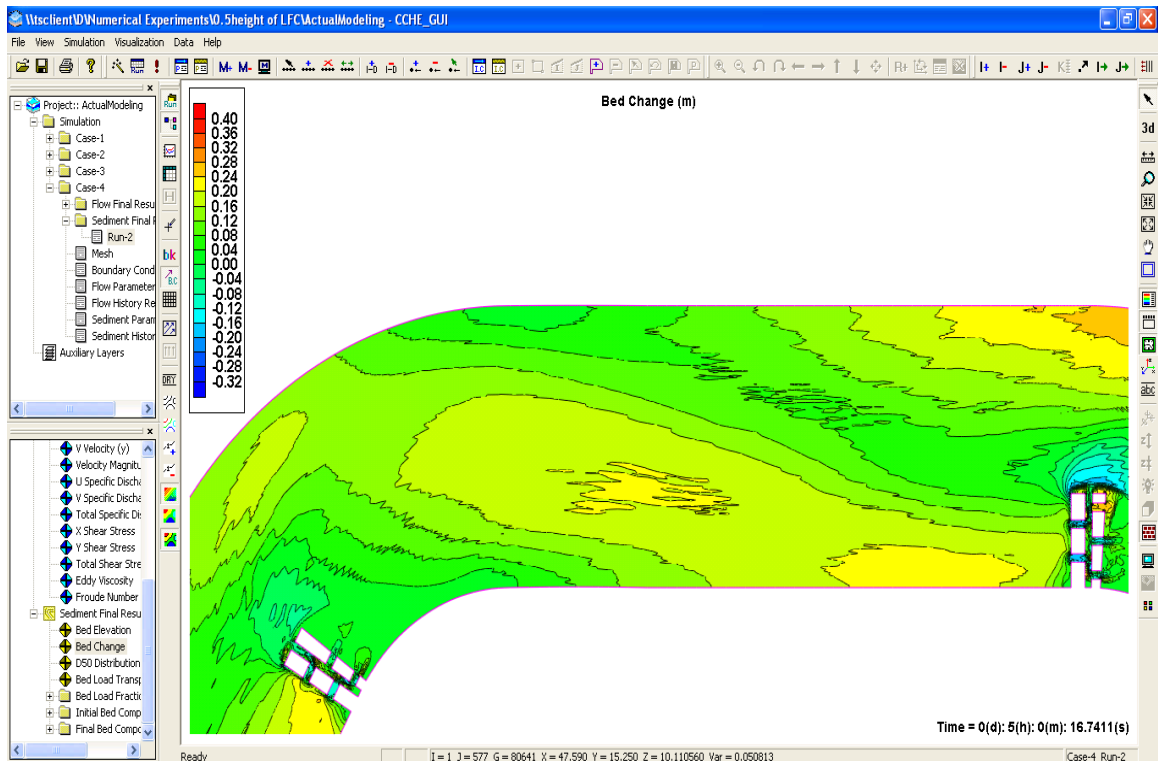 \\tsclient\D\Numerical Experiments\0.5height of LFC\ActualModeling - CCHE_GUI
File View Simulation Visualization Data Help
Run
M+ M- M
I.C
R+
I+ I- J+ J-
I+ J+
Project:: ActualModeling
Simulation
Case-1
Case-2
Case-3
Case-4
Flow Final Resu
Sediment Final R
Run-2
Mesh
Boundary Cond
Flow Parameter
Flow History Re
Sediment Param
Sediment Histor
Auxiliary Layers
V Velocity (y)
Velocity Magnitu
U Specific Discha
V Specific Discha
Total Specific Di
X Shear Stress
Y Shear Stress
Total Shear Stre
Eddy Viscosity
Froude Number
Sediment Final Resu
Bed Elevation
Bed Change
D50 Distribution
Bed Load Transp
Bed Load Fractic
Initial Bed Comp
Final Bed Compo
Run
H
bk
B.C
DRY
Bed Change (m)
0.40
0.36
0.32
0.28
0.24
0.20
0.16
0.12
0.08
0.04
0.00
-0.04
-0.08
-0.12
-0.16
-0.20
-0.24
-0.28
-0.32
Time = 0(d): 5(h): 0(m): 16.7411(s)
3d
abc
Ready
I = 1 J = 577 G = 80641 X = 47.590 Y = 15.250 Z = 10.110560 Var = 0.050813
Case-4 Run-2